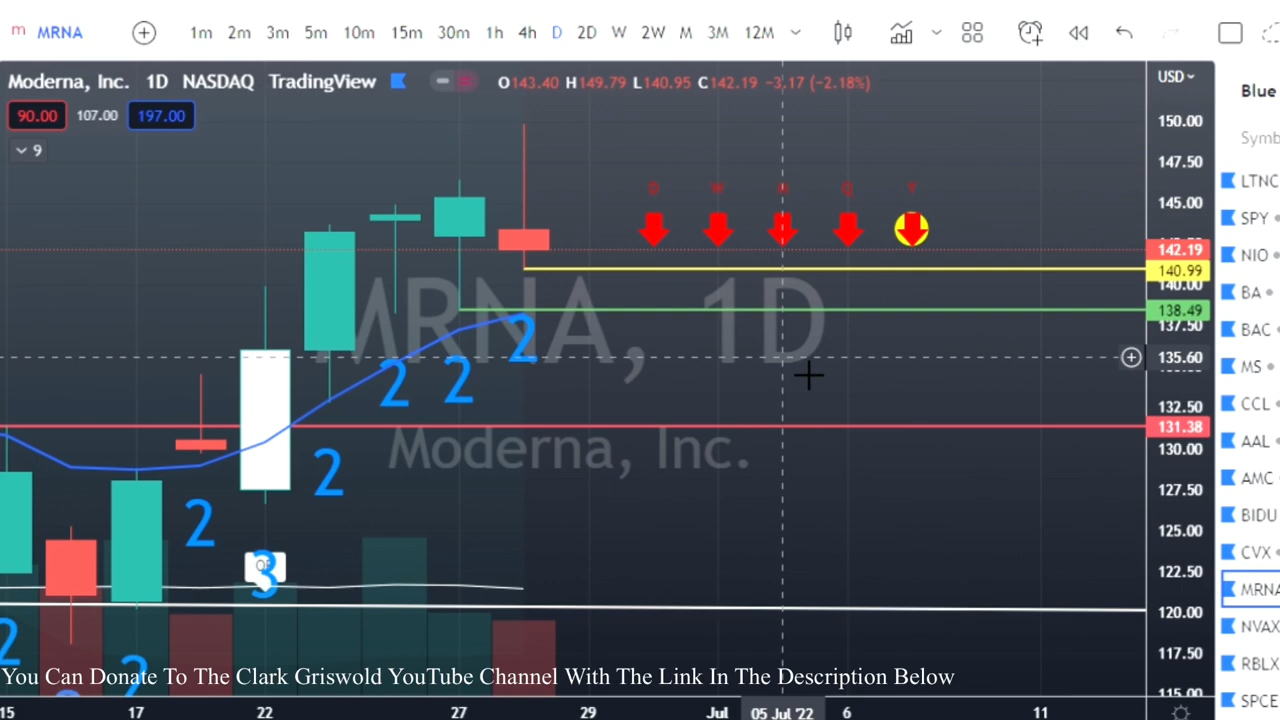 m MRNA 1m 2m 3m 5m 10m 15m 30m 1h 4h D 2D W 2W M 3M 12M
Moderna, Inc. 1D NASDAQ TradingView O143.40 H149.79 L140.95 C142.19 −3.17 (−2.18%)
USD
90.00 107.00 197.00
9
D W M Q Y
MRNA, 1D
Moderna, Inc.
2
2
2
2
2
3
2
2
150.00
147.50
145.00
142.19
140.99
140.00
138.49
137.50
135.60
132.50
131.38
130.00
127.50
125.00
122.50
120.00
117.50
115.00
Blue
Symb
LTNC
SPY
NIO
BA
BAC
MS
CCL
AAL
AMC
BIDU
CVX
MRNA
NVAX
RBLX
SPCE
You Can Donate To The Clark Griswold YouTube Channel With The Link In The Description Below
15 17 22 27 29 Jul 05 Jul '22 6 11